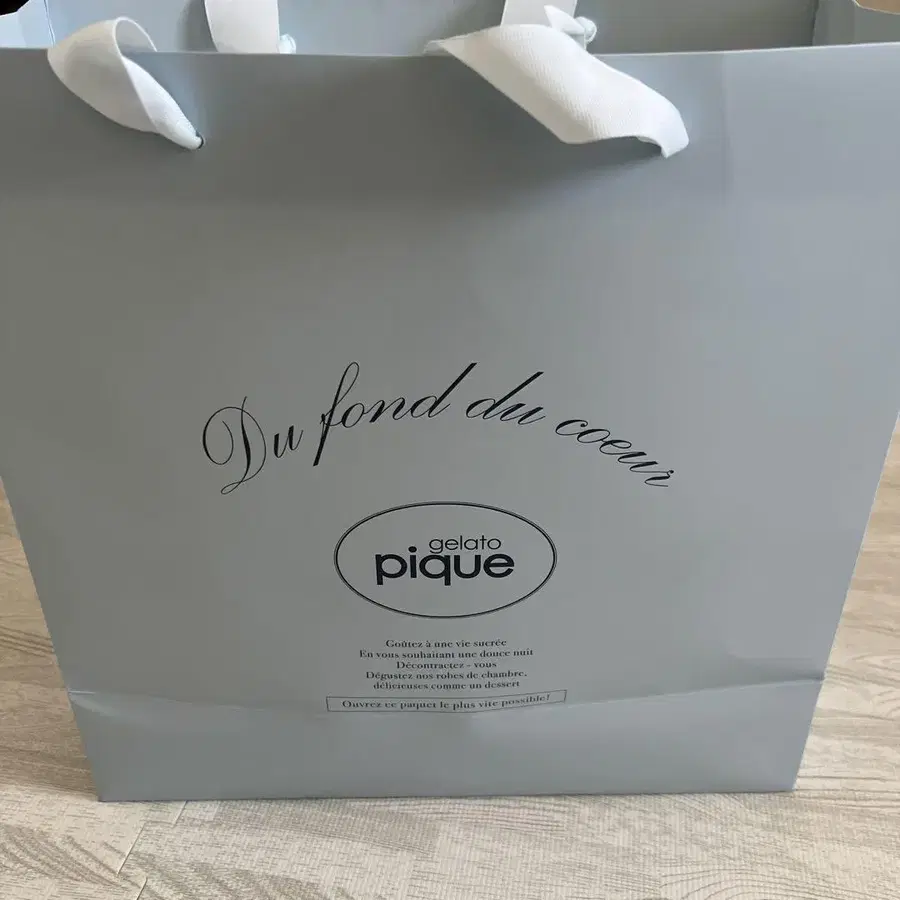 Du fond du coeur
gelato
pique
Goûtez à une vie sucrée
En vous souhaitant une douce nuit
Décontractez - vous
Dégustez nos robes de chambre,
délicieuses comme un dessert
Ouvrez ce paquet le plus vite possible!